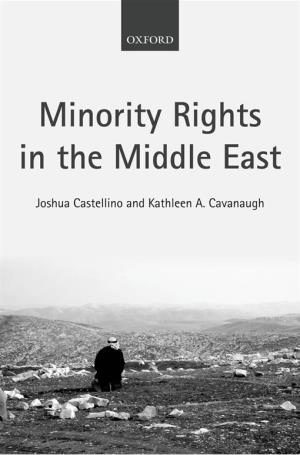 OXFORD
Minority Rights
in the Middle East
Joshua Castellino and Kathleen A. Cavanaugh